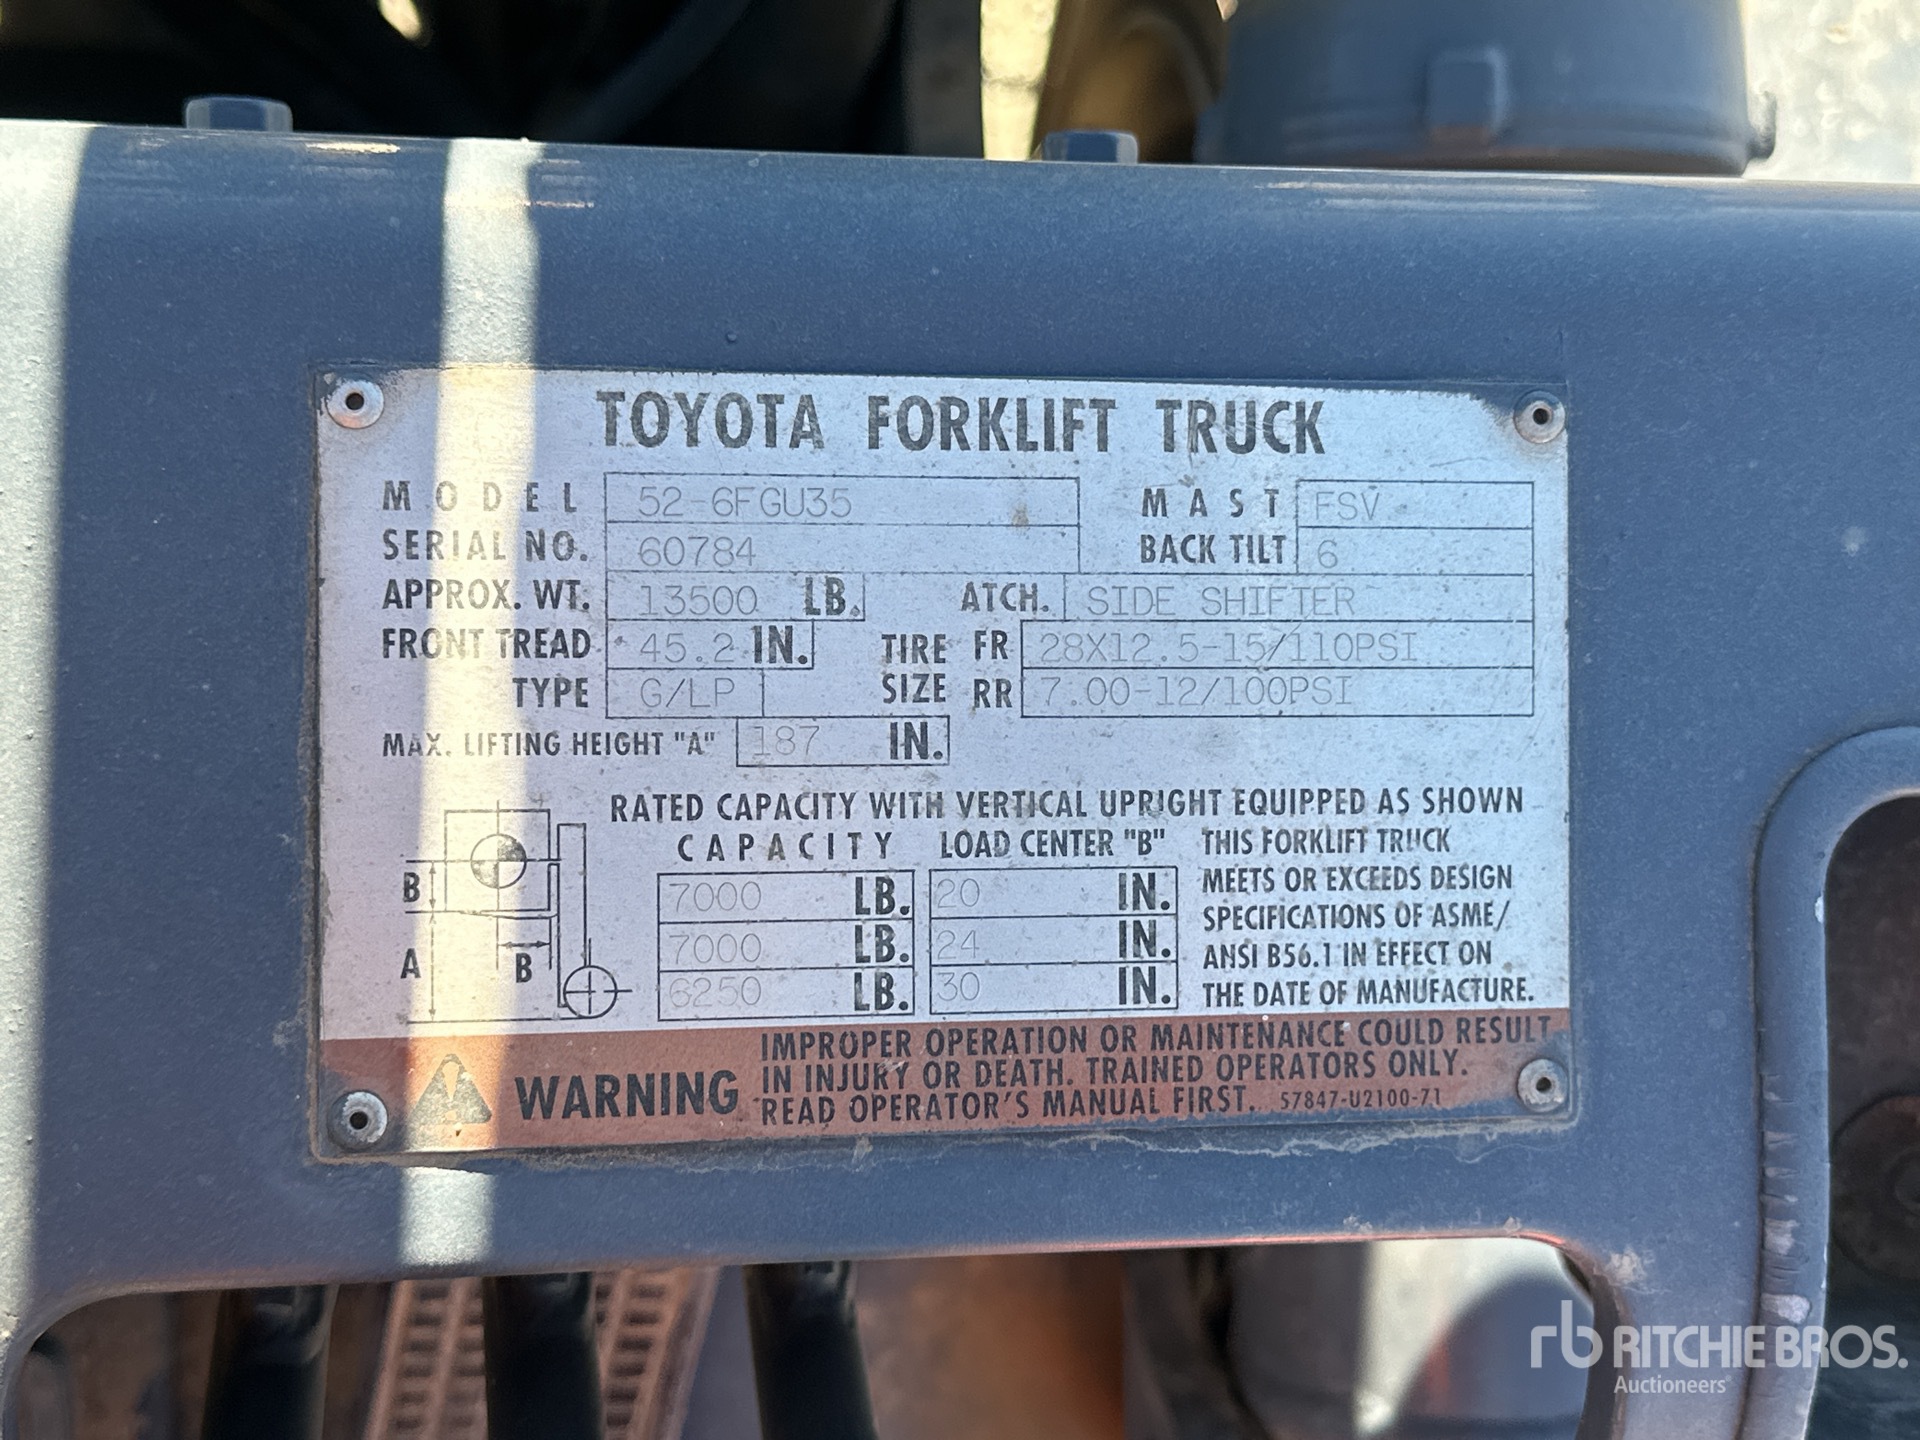 TOYOTA FORKLIFT TRUCK
MODEL 52-6FGU35 MAST FSV
SERIAL NO. 60784 BACK TILT 6
APPROX. WT. 13500 LB. ATCH. SIDE SHIFTER
FRONT TREAD 45.2 IN. TIRE FR 28X12.5-15/110PSI
TYPE G/LP SIZE RR 7.00-12/100PSI
MAX. LIFTING HEIGHT "A" 187 IN.
RATED CAPACITY WITH VERTICAL UPRIGHT EQUIPPED AS SHOWN
CAPACITY LOAD CENTER "B"
7000 LB. 20 IN.
7000 LB. 24 IN.
6250 LB. 30 IN.
THIS FORKLIFT TRUCK
MEETS OR EXCEEDS DESIGN
SPECIFICATIONS OF ASME/
ANSI B56.1 IN EFFECT ON
THE DATE OF MANUFACTURE.
B
A
B
WARNING
IMPROPER OPERATION OR MAINTENANCE COULD RESULT
IN INJURY OR DEATH. TRAINED OPERATORS ONLY.
READ OPERATOR'S MANUAL FIRST. 57847-U2100-71
rb RITCHIE BROS.
Auctioneers